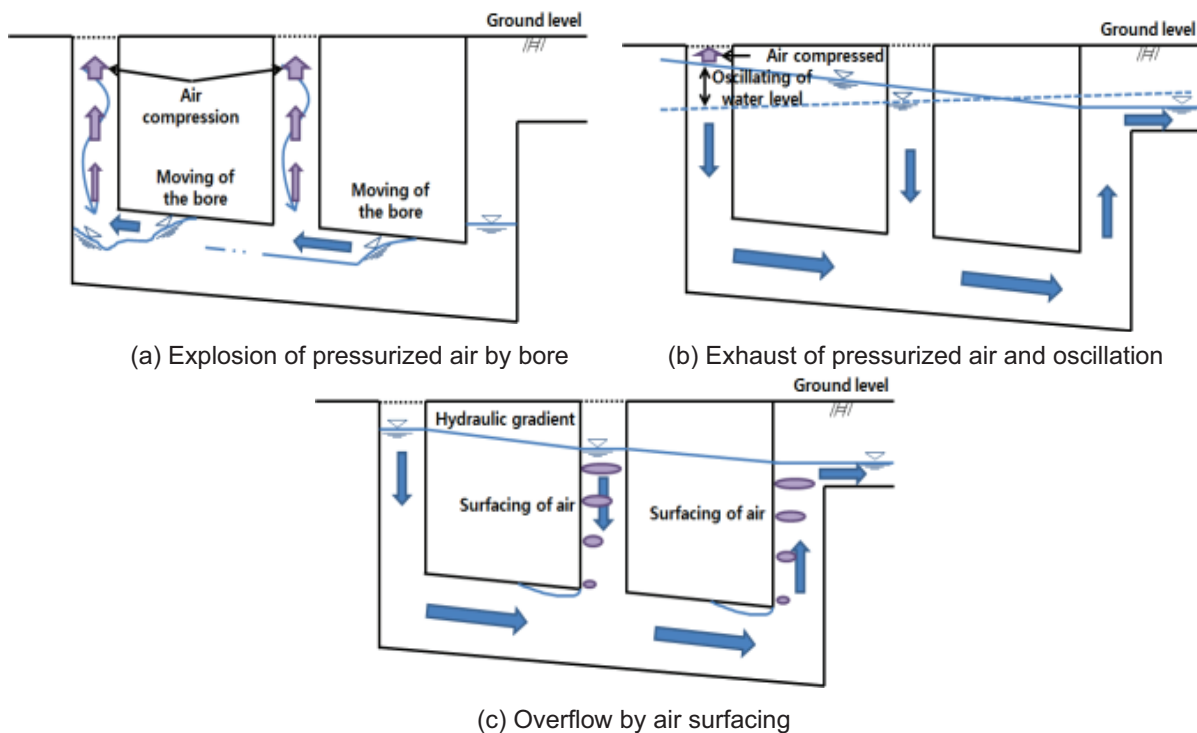 Ground level
Air
compression
Moving of
the bore
Moving of
the bore
(a) Explosion of pressurized air by bore
Ground level
Air compressed
Oscillating of
water level
(b) Exhaust of pressurized air and oscillation
Ground level
Hydraulic gradient
Surfacing of air
Surfacing of air
(c) Overflow by air surfacing